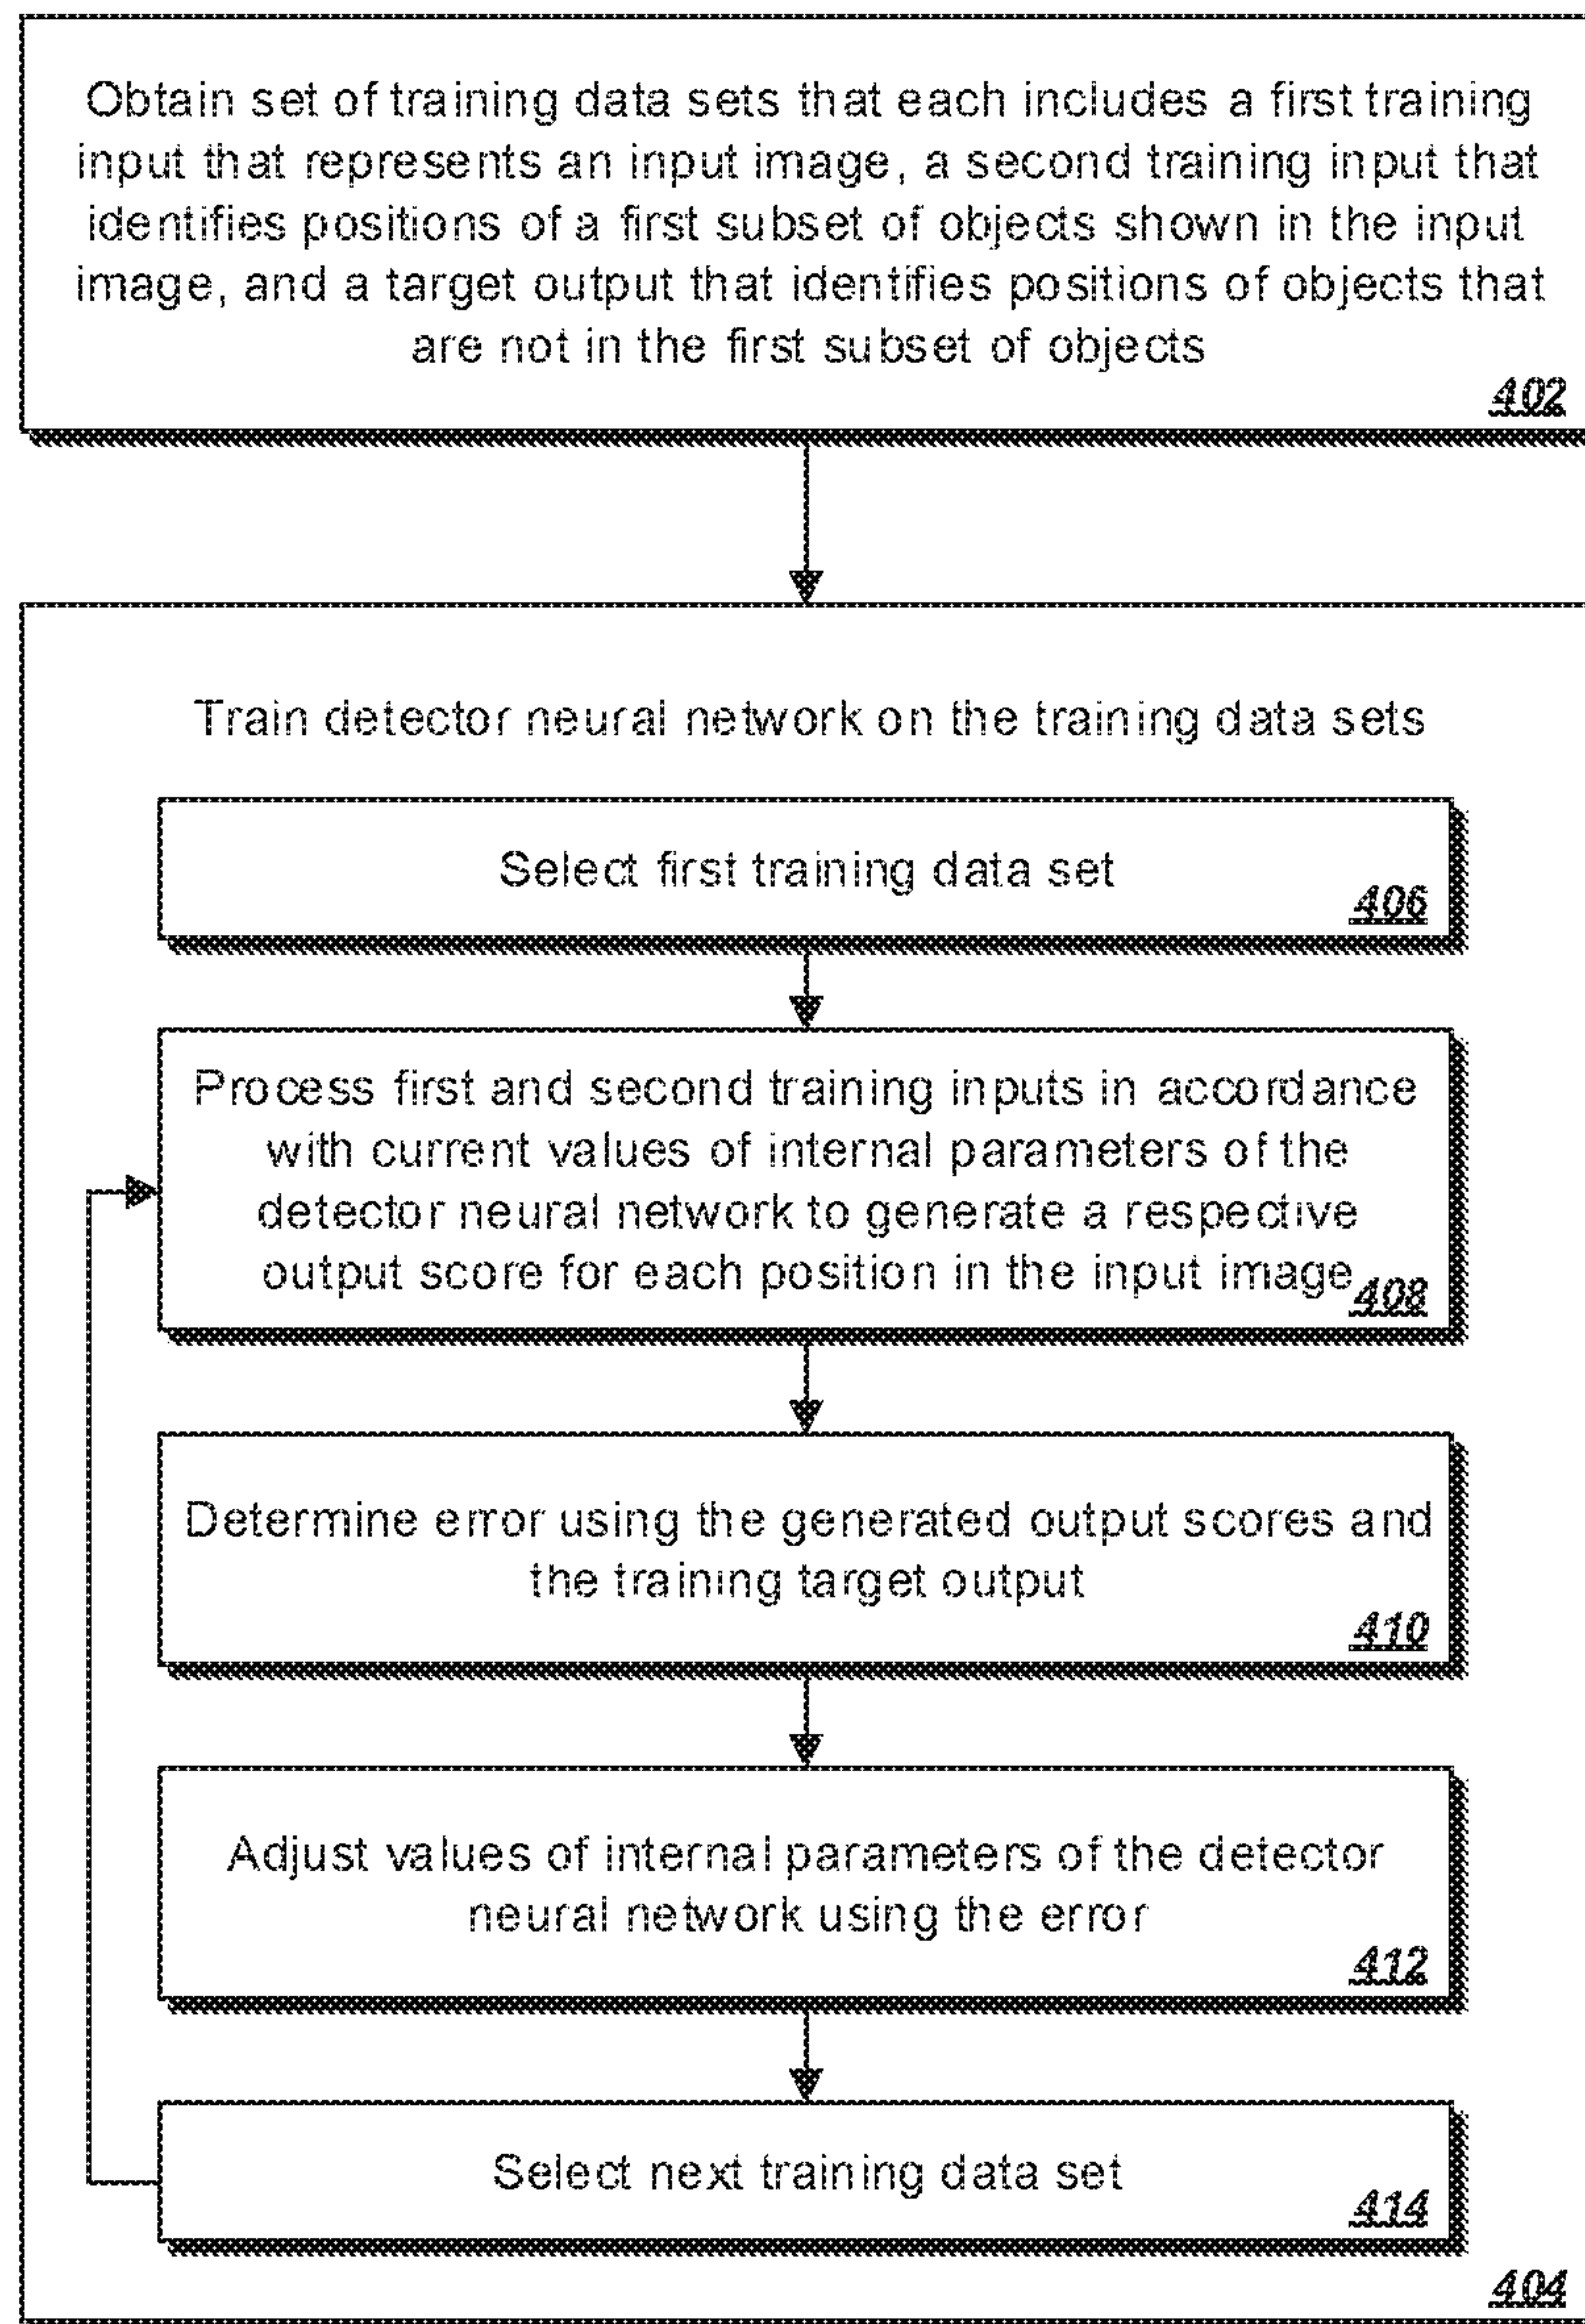 Obtain set of training data sets that each includes a first training
input that represents an input image, a second training input that
identifies positions of a first subset of objects shown in the input
image, and a target output that identifies positions of objects that
are not in the first subset of objects
402
Train detector neural network on the training data sets
Select first training data set
406
Process first and second training inputs in accordance
with current values of internal parameters of the
detector neural network to generate a respective
output score for each position in the input image
408
Determine error using the generated output scores and
the training target output
410
Adjust values of internal parameters of the detector
neural network using the error
412
Select next training data set
414
404